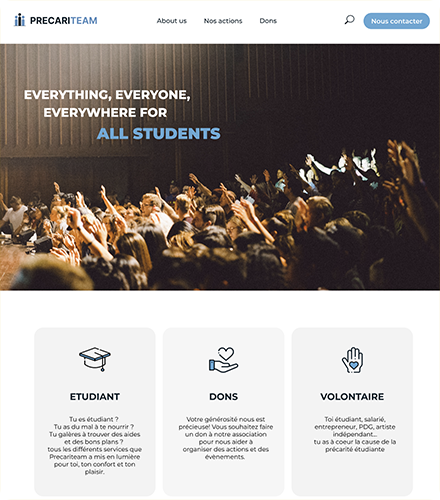 PRECARITEAM
About us
Nos actions
Dons
Nous contacter
EVERYTHING, EVERYONE,
EVERYWHERE FOR
ALL STUDENTS
ETUDIANT
Tu es étudiant ?
Tu as du mal à te nourrir ?
Tu galères à trouver des aides
et des bons plans ?
tous les différents services que
Precariteam a mis en lumière
pour toi, ton confort et ton
plaisir.
DONS
Votre générosité nous est
précieuse! Vous souhaitez faire
un don à notre association
pour nous aider à
organiser des actions et des
évènements.
VOLONTAIRE
Toi étudiant, salarié,
entrepreneur, PDG, artiste
indépendant...
tu as à coeur la cause de la
précarité étudiante